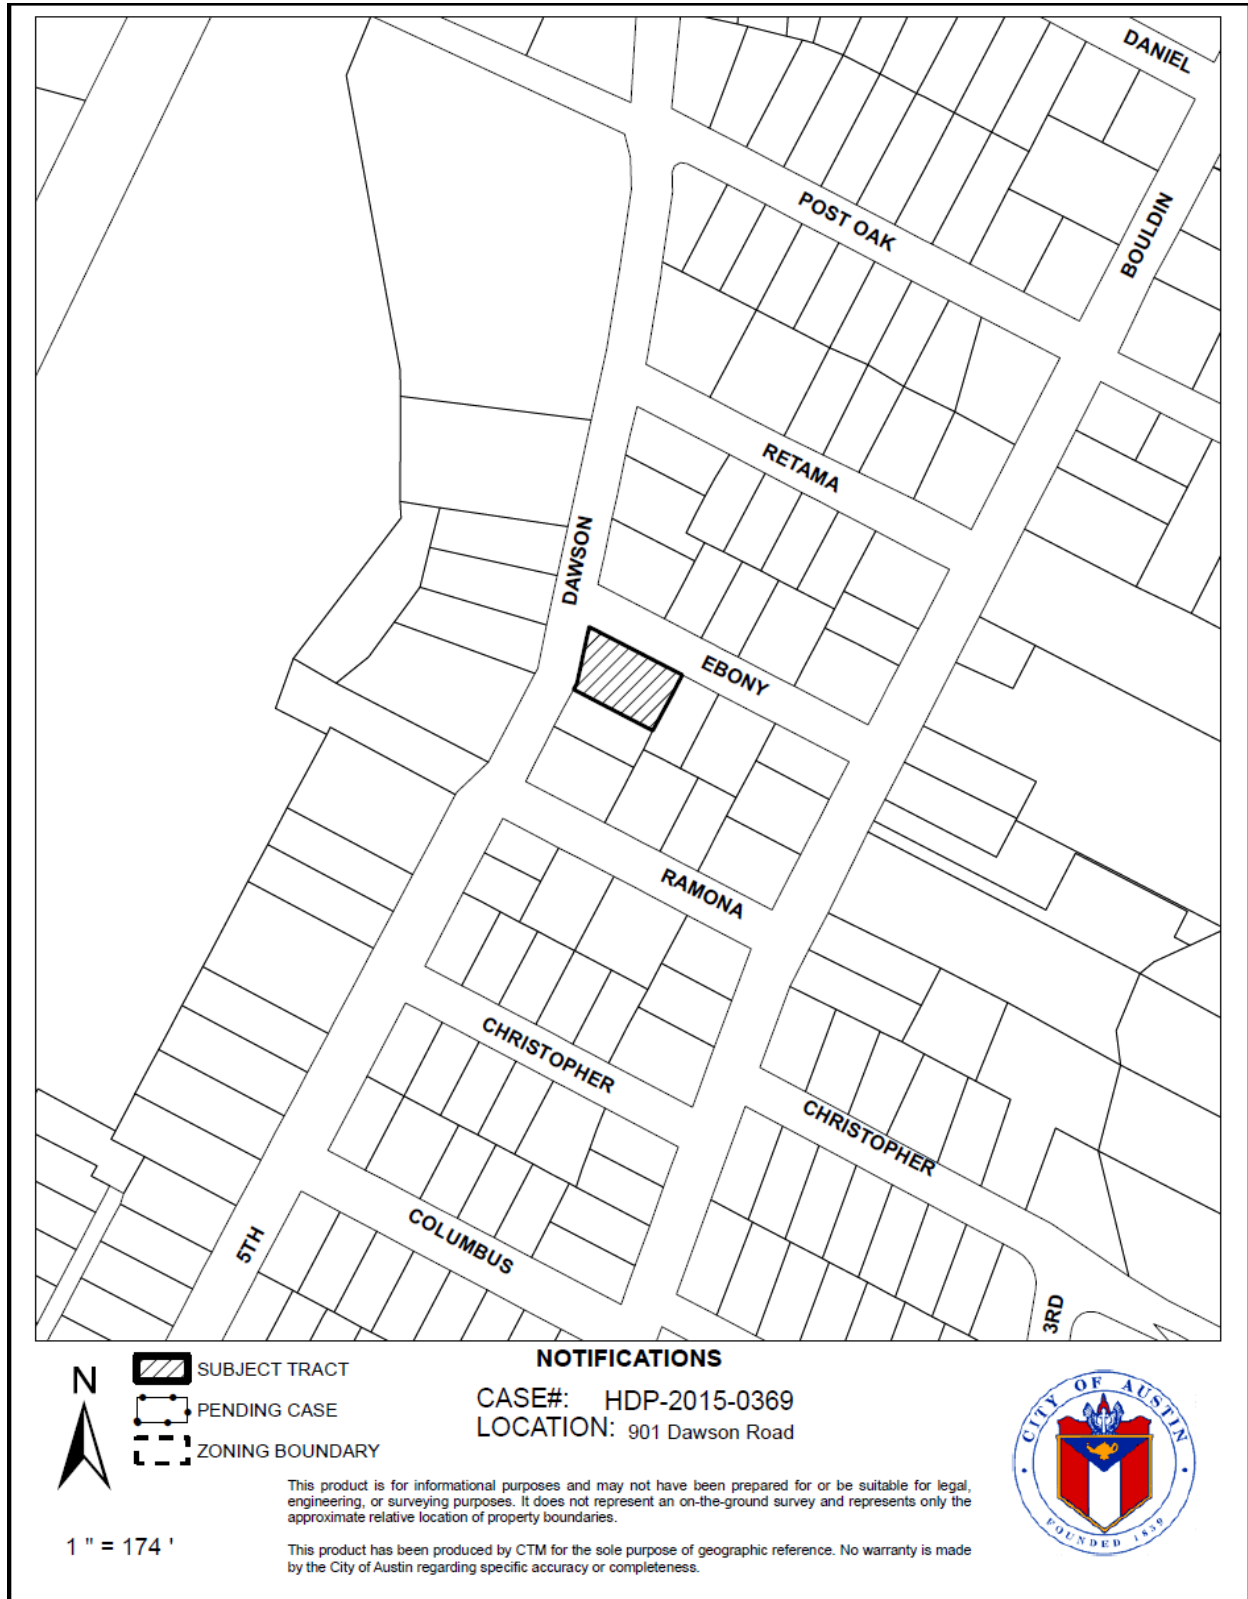 DANIEL
POST OAK
BOULDIN
RETAMA
DAWSON
EBONY
RAMONA
CHRISTOPHER
CHRISTOPHER
COLUMBUS
5TH
3RD
N
1 " = 174 '
SUBJECT TRACT
PENDING CASE
ZONING BOUNDARY
NOTIFICATIONS
CASE#: HDP-2015-0369
LOCATION: 901 Dawson Road
This product is for informational purposes and may not have been prepared for or be suitable for legal,
engineering, or surveying purposes. It does not represent an on-the-ground survey and represents only the
approximate relative location of property boundaries.
This product has been produced by CTM for the sole purpose of geographic reference. No warranty is made
by the City of Austin regarding specific accuracy or completeness.
CITY OF AUSTIN
FOUNDED 1839